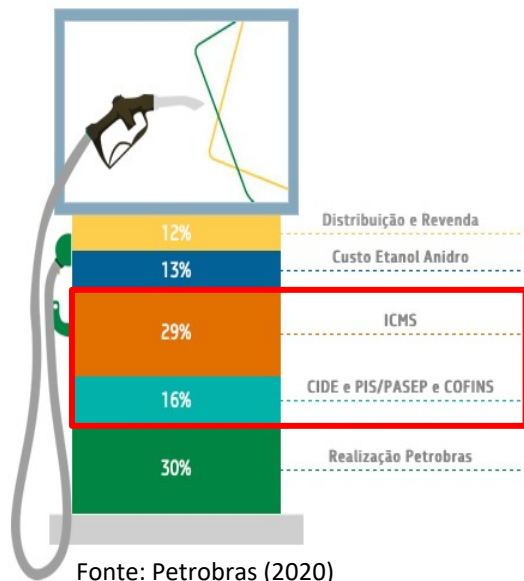 12% Distribuição e Revenda
13% Custo Etanol Anidro
29% ICMS
16% CIDE e PIS/PASEP e COFINS
30% Realização Petrobras
Fonte: Petrobras (2020)